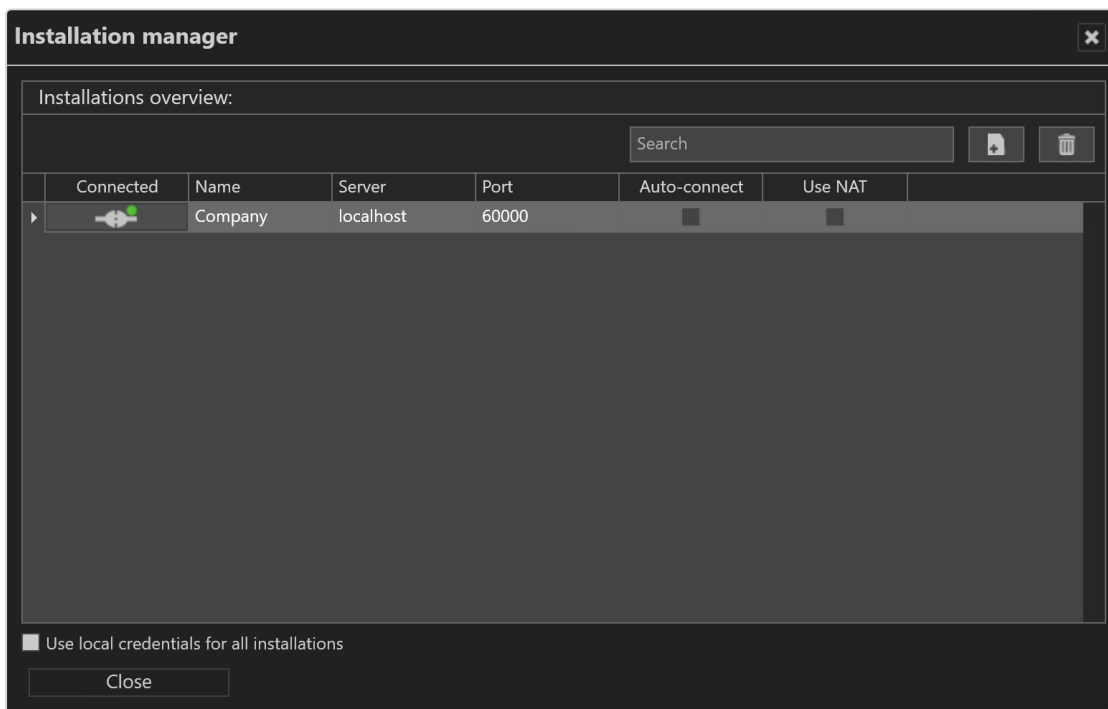 Installation manager
Installations overview:
Search
Connected Name Server Port Auto-connect Use NAT
Company localhost 60000
Use local credentials for all installations
Close